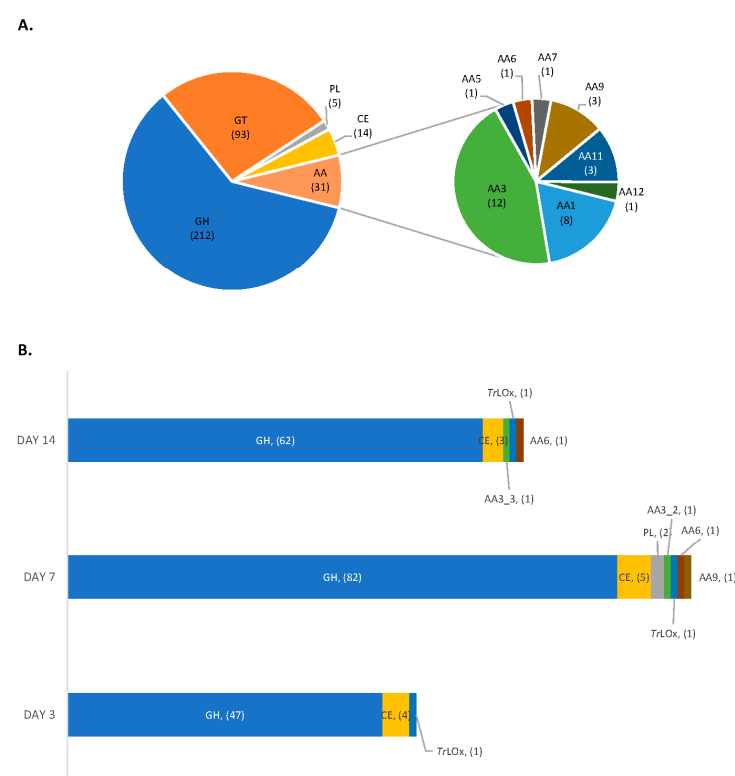 A.
AA6
(1)
AA7
(1)
AA5
(1)
PL
(5)
AA9
(3)
GT
(93)
CE
(14)
AA11
(3)
AA
(31)
AA3
(12)
AA12
(1)
AA1
(8)
GH
(212)
B.
TrLOx, (1)
DAY 14
GH, (62)
CE, (3)
AA6, (1)
AA3_3, (1)
AA3_2, (1)
PL, (2
AA6, (1)
DAY 7
GH, (82)
CE, (5)
AA9, (1)
TrLOx, (1)
DAY 3
GH, (47)
CE, (4)
TrLOx, (1)